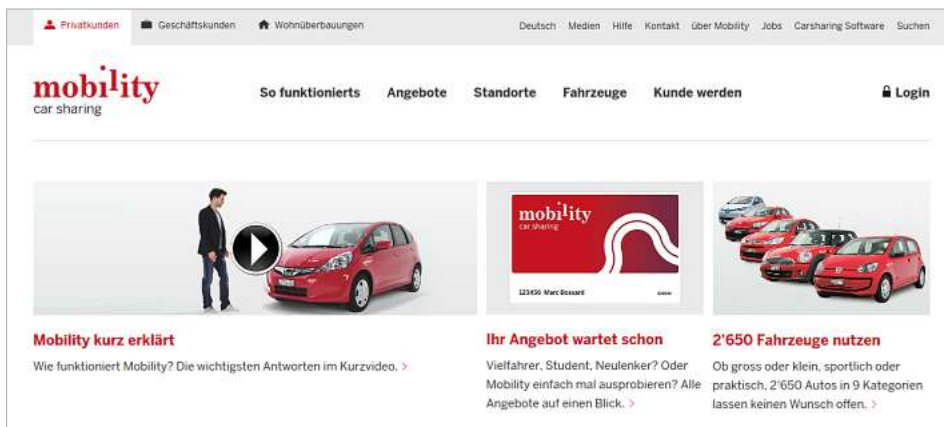 Privatkunden Geschäftskunden Wohnüberbauungen Deutsch Medien Hilfe Kontakt über Mobility Jobs Carsharing Software Suchen
mobility
car sharing
So funktionierts Angebote Standorte Fahrzeuge Kunde werden Login
mobility
car sharing
123456 Marc Bossard
Mobility kurz erklärt
Wie funktioniert Mobility? Die wichtigsten Antworten im Kurzvideo. >
Ihr Angebot wartet schon
Vielfahrer, Student, Neulenker? Oder
Mobility einfach mal ausprobieren? Alle
Angebote auf einen Blick. >
2'650 Fahrzeuge nutzen
Ob gross oder klein, sportlich oder
praktisch, 2'650 Autos in 9 Kategorien
lassen keinen Wunsch offen. >